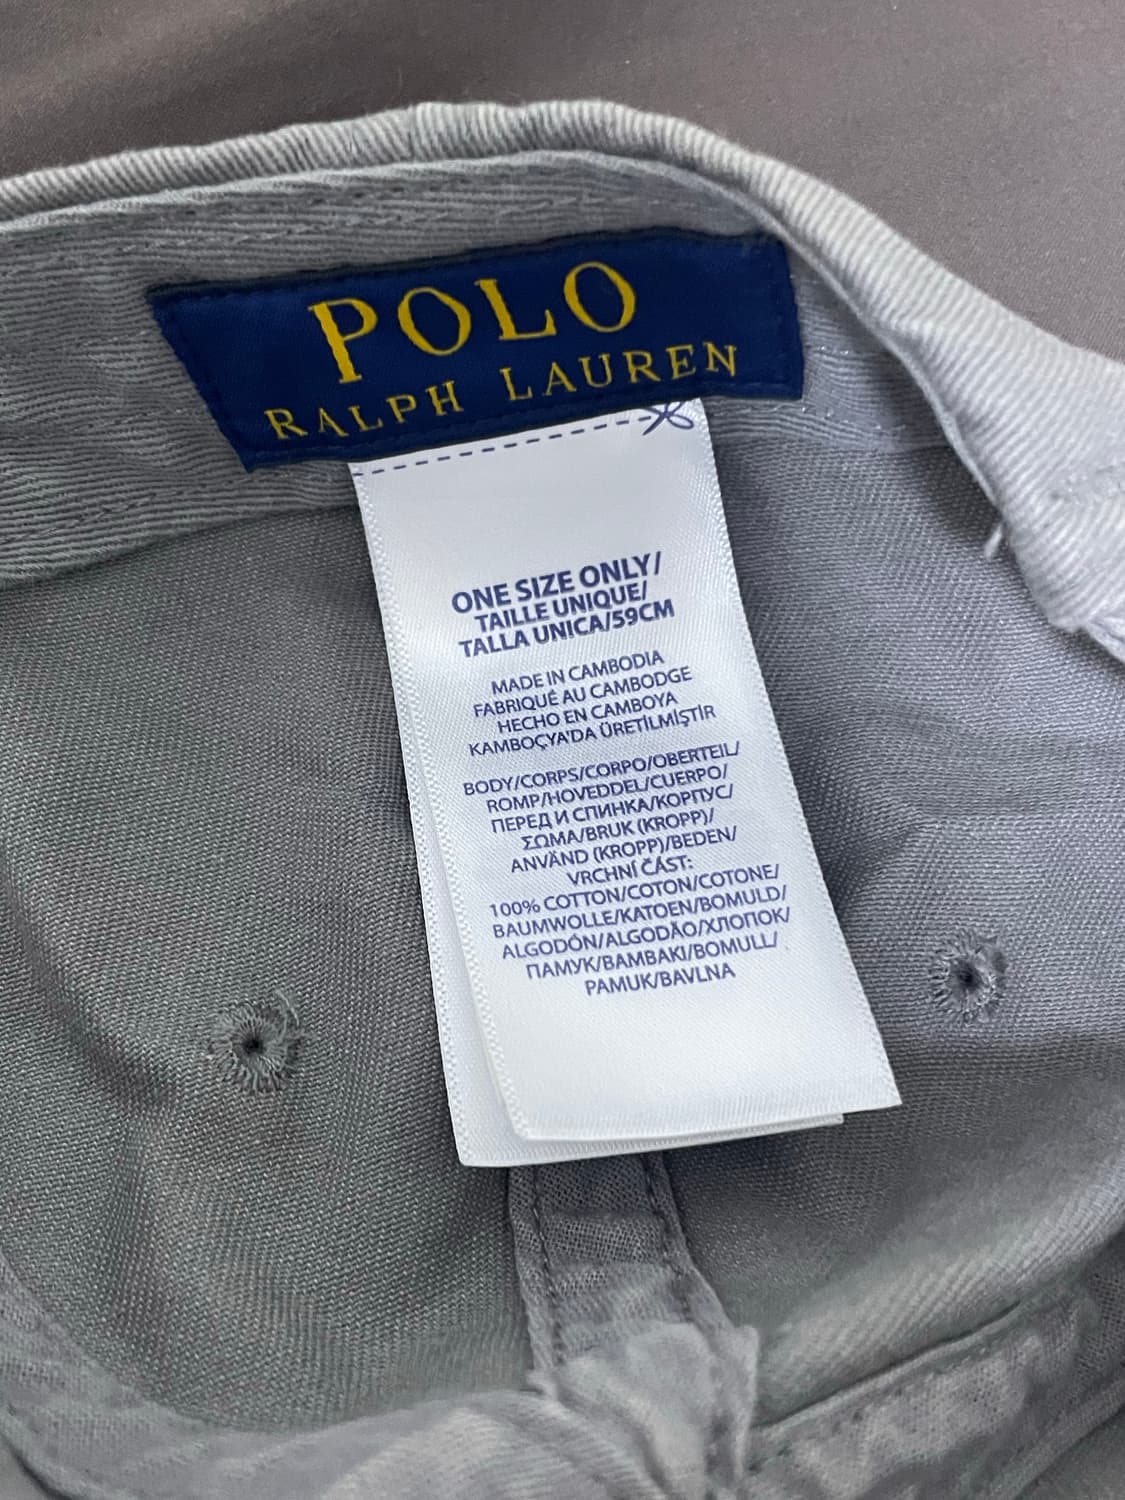 POLO
RALPH LAUREN
ONE SIZE ONLY/
TAILLE UNIQUE/
TALLA UNICA/59CM
MADE IN CAMBODIA
FABRIQUÉ AU CAMBODGE
HECHO EN CAMBOYA
KAMBOÇYA'DA ÜRETİLMİŞTİR
BODY/CORPS/CORPO/OBERTEIL/
ROMP/HOVEDDEL/CUERPO/
ПЕРЕД И СПИНКА/КОРПУС/
ΣΩΜΑ/BRUK (KROPP)/
ANVÄND (KROPP)/BEDEN/
VRCHNÍ ČÁST:
100% COTTON/COTON/COTONE/
BAUMWOLLE/KATOEN/BOMULD/
ALGODÓN/ALGODÃO/ХЛОПОК/
ПАМУК/BAMBAKI/BOMULL/
PAMUK/BAVLNA